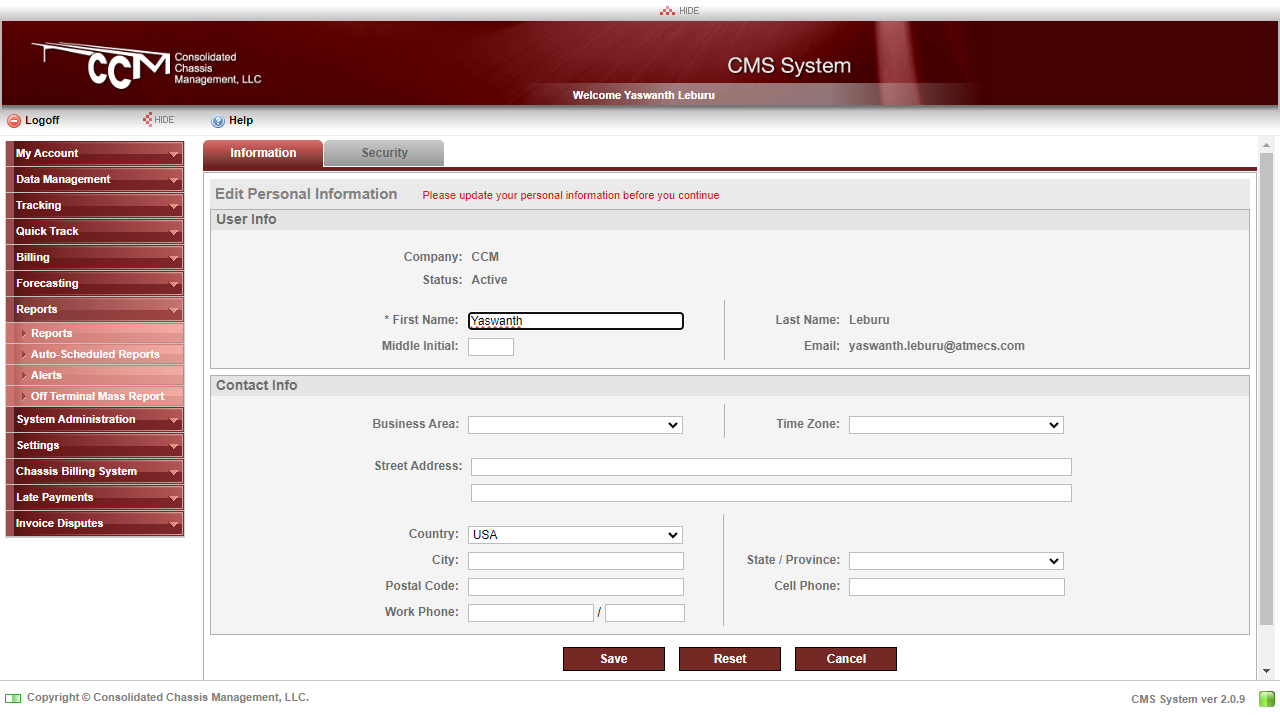 HIDE
CCM Consolidated
Chassis
Management, LLC
CMS System
Welcome Yaswanth Leburu
Logoff HIDE Help
My Account
Data Management
Tracking
Quick Track
Billing
Forecasting
Reports
Reports
Auto-Scheduled Reports
Alerts
Off Terminal Mass Report
System Administration
Settings
Chassis Billing System
Late Payments
Invoice Disputes
Information Security
Edit Personal Information Please update your personal information before you continue
User Info
Company: CCM
Status: Active
* First Name: Yaswanth Last Name: Leburu
Middle Initial: Email: yaswanth.leburu@atmecs.com
Contact Info
Business Area: Time Zone:
Street Address:
Country: USA
City: State / Province:
Postal Code: Cell Phone:
Work Phone: /
Save Reset Cancel
Copyright © Consolidated Chassis Management, LLC. CMS System ver 2.0.9